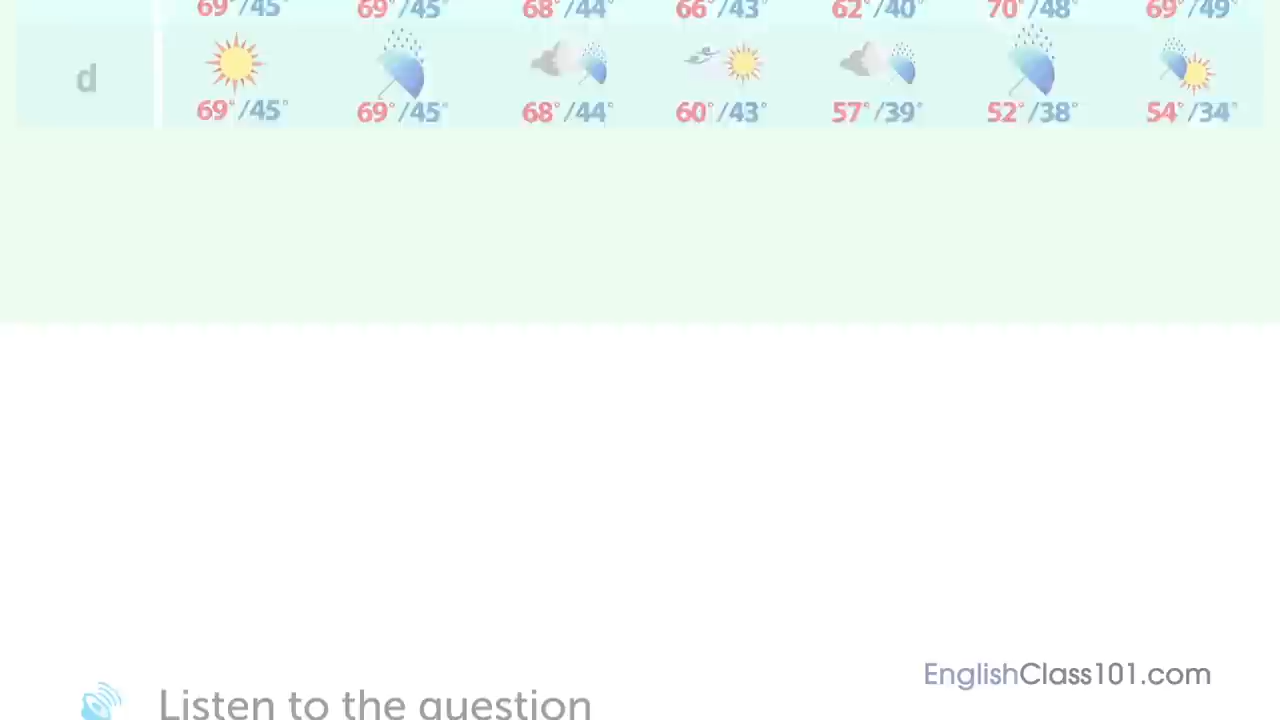 69°/45° 69°/45° 68°/44° 66°/43° 62°/40° 70°/48° 69°/49°
d
69°/45° 69°/45° 68°/44° 60°/43° 57°/39° 52°/38° 54°/34°
EnglishClass101.com
Listen to the question